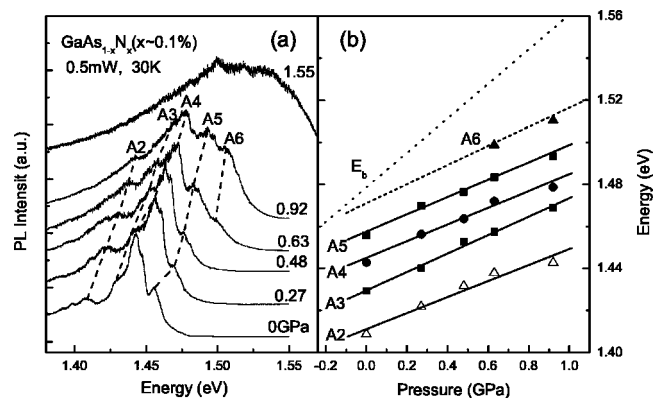 GaAs1-xNx(x~0.1%)
(a)
0.5mW, 30K
1.55
A3
A4
A2
A5
A6
0.92
0.63
0.48
0.27
0GPa
PL Intensit (a.u.)
1.40 1.45 1.50 1.55
Energy (eV)
(b)
A6
Eb
A5
A4
A3
A2
1.56
1.52
1.48
1.44
1.40
Energy (eV)
-0.2 0.0 0.2 0.4 0.6 0.8 1.0
Pressure (GPa)